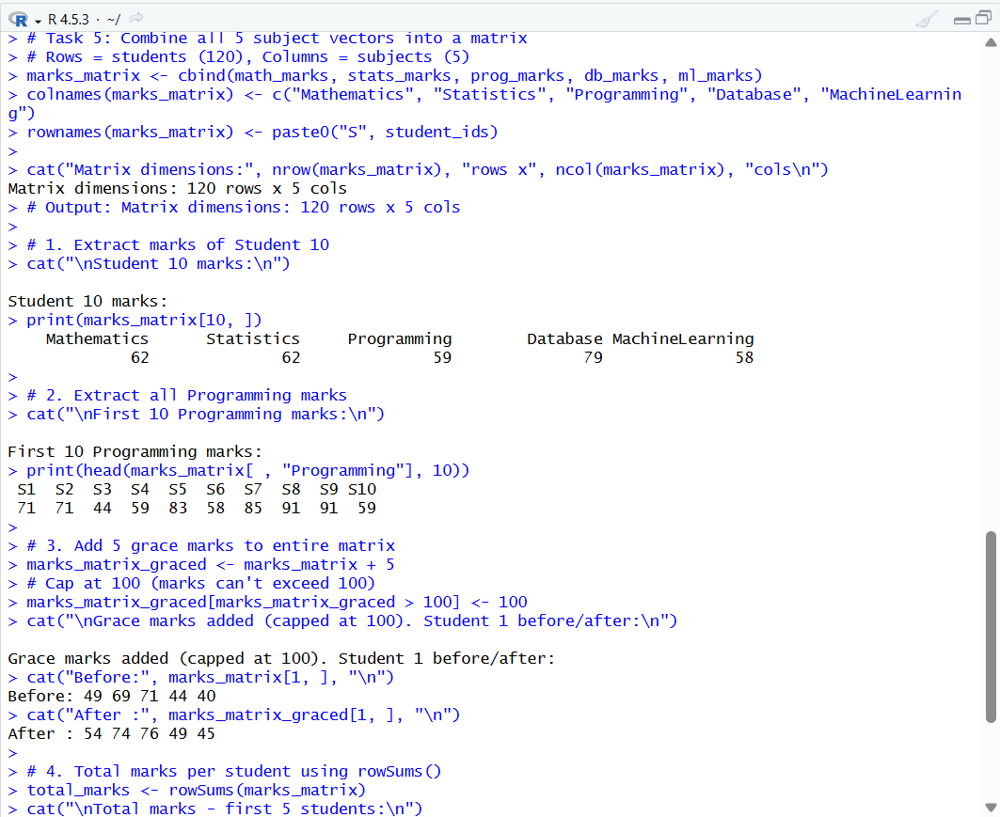 R R 4.5.3 · ~/
> # Task 5: Combine all 5 subject vectors into a matrix
> # Rows = students (120), Columns = subjects (5)
> marks_matrix <- cbind(math_marks, stats_marks, prog_marks, db_marks, ml_marks)
> colnames(marks_matrix) <- c("Mathematics", "Statistics", "Programming", "Database", "MachineLearnin
g")
> rownames(marks_matrix) <- paste0("S", student_ids)
>
> cat("Matrix dimensions:", nrow(marks_matrix), "rows x", ncol(marks_matrix), "cols\n")
Matrix dimensions: 120 rows x 5 cols
> # Output: Matrix dimensions: 120 rows x 5 cols
>
> # 1. Extract marks of Student 10
> cat("\nStudent 10 marks:\n")

Student 10 marks:
> print(marks_matrix[10, ])
    Mathematics      Statistics     Programming        Database MachineLearning
             62              62              59              79              58
>
> # 2. Extract all Programming marks
> cat("\nFirst 10 Programming marks:\n")

First 10 Programming marks:
> print(head(marks_matrix[ , "Programming"], 10))
 S1  S2  S3  S4  S5  S6  S7  S8  S9 S10
 71  71  44  59  83  58  85  91  91  59
>
> # 3. Add 5 grace marks to entire matrix
> marks_matrix_graced <- marks_matrix + 5
> # Cap at 100 (marks can't exceed 100)
> marks_matrix_graced[marks_matrix_graced > 100] <- 100
> cat("\nGrace marks added (capped at 100). Student 1 before/after:\n")

Grace marks added (capped at 100). Student 1 before/after:
> cat("Before:", marks_matrix[1, ], "\n")
Before: 49 69 71 44 40
> cat("After :", marks_matrix_graced[1, ], "\n")
After : 54 74 76 49 45
>
> # 4. Total marks per student using rowSums()
> total_marks <- rowSums(marks_matrix)
> cat("\nTotal marks - first 5 students:\n")